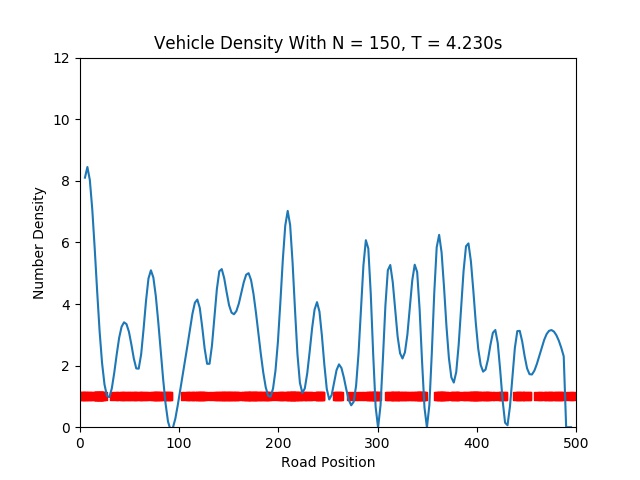 Vehicle Density With N = 150, T = 4.230s
12
10
8
6
4
2
0
Number Density
0 100 200 300 400 500
Road Position